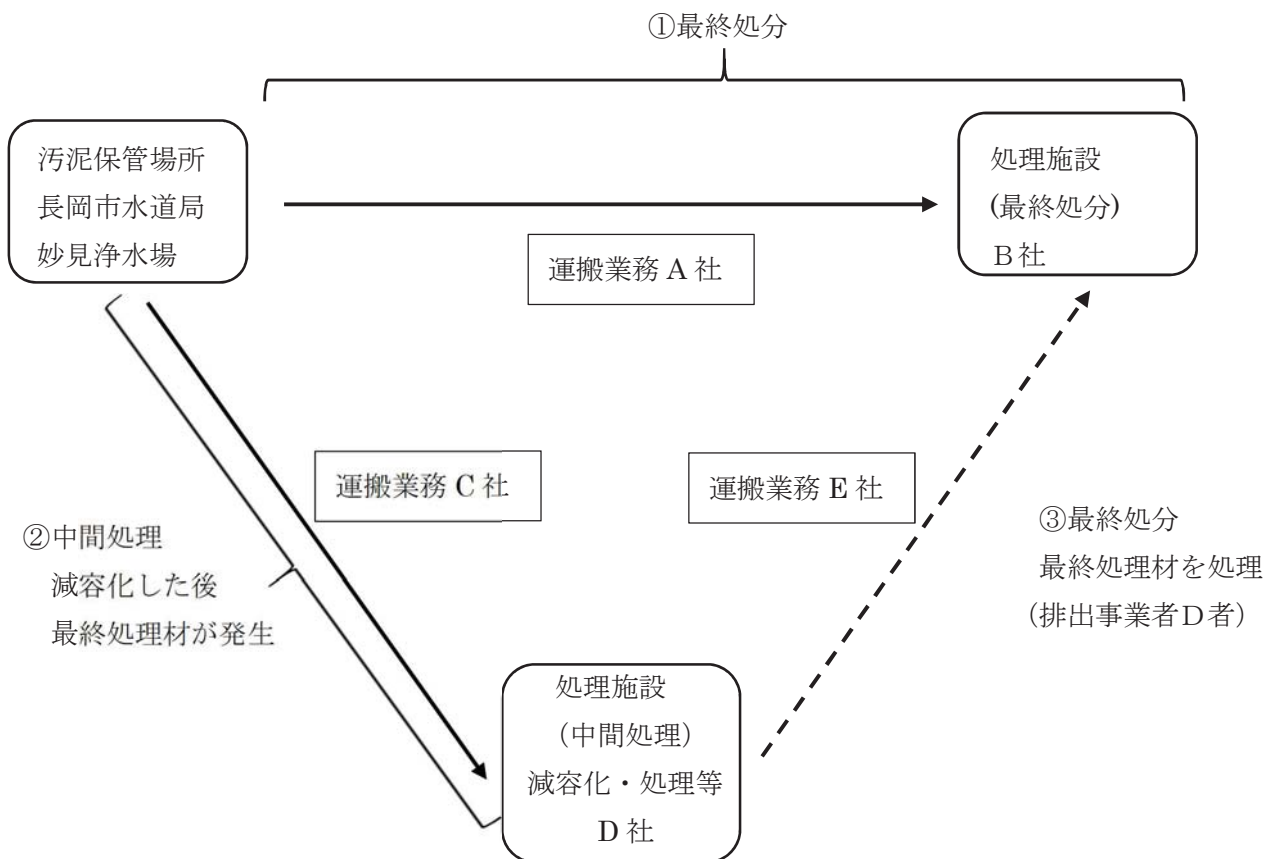 ①最終処分
汚泥保管場所
長岡市水道局
妙見浄水場
処理施設
(最終処分)
Ｂ社
運搬業務 A 社
運搬業務 C 社
運搬業務 E 社
②中間処理
減容化した後
最終処理材が発生
③最終処分
最終処理材を処理
(排出事業者Ｄ者)
処理施設
（中間処理）
減容化・処理等
D 社